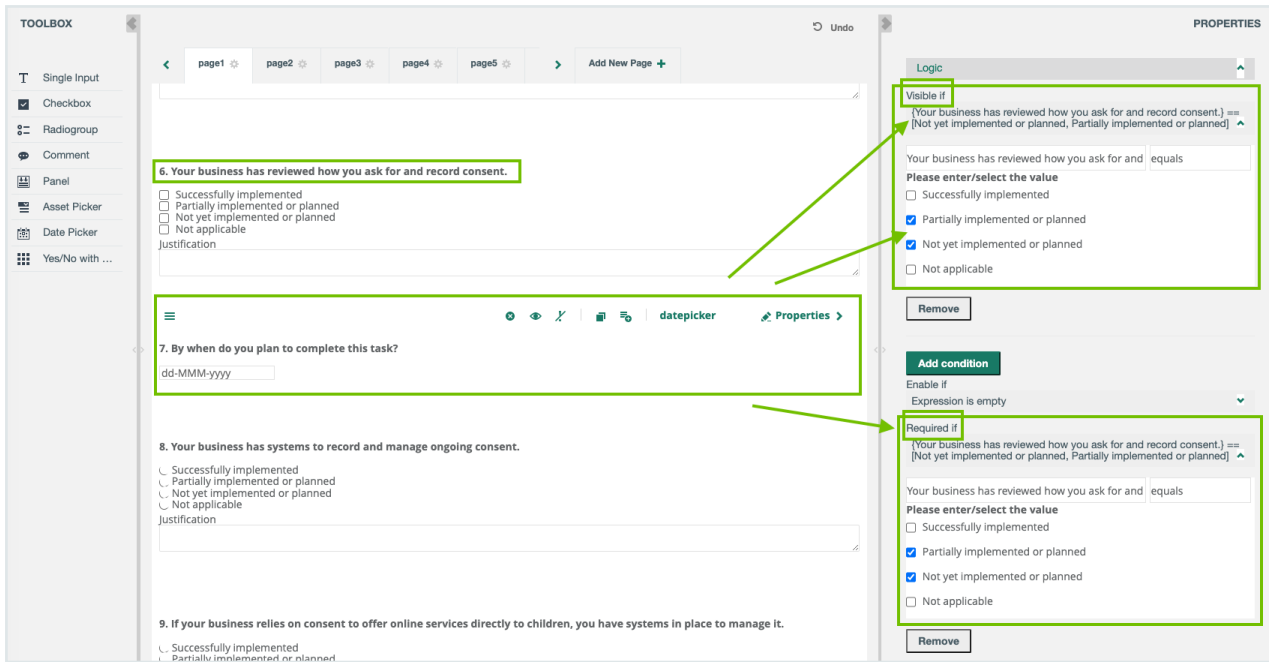 TOOLBOX
Single Input
Checkbox
Radiogroup
Comment
Panel
Asset Picker
Date Picker
Yes/No with ...
Undo
page1
page2
page3
page4
page5
Add New Page +
6. Your business has reviewed how you ask for and record consent.
Successfully implemented
Partially implemented or planned
Not yet implemented or planned
Not applicable
Justification
datepicker
Properties
7. By when do you plan to complete this task?
dd-MMM-yyyy
8. Your business has systems to record and manage ongoing consent.
Successfully implemented
Partially implemented or planned
Not yet implemented or planned
Not applicable
Justification
9. If your business relies on consent to offer online services directly to children, you have systems in place to manage it.
Successfully implemented
Partially implemented or planned
PROPERTIES
Logic
Visible if
{Your business has reviewed how you ask for and record consent.} ==
[Not yet implemented or planned, Partially implemented or planned]
Your business has reviewed how you ask for and
equals
Please enter/select the value
Successfully implemented
Partially implemented or planned
Not yet implemented or planned
Not applicable
Remove
Add condition
Enable if
Expression is empty
Required if
{Your business has reviewed how you ask for and record consent.} ==
[Not yet implemented or planned, Partially implemented or planned]
Your business has reviewed how you ask for and
equals
Please enter/select the value
Successfully implemented
Partially implemented or planned
Not yet implemented or planned
Not applicable
Remove